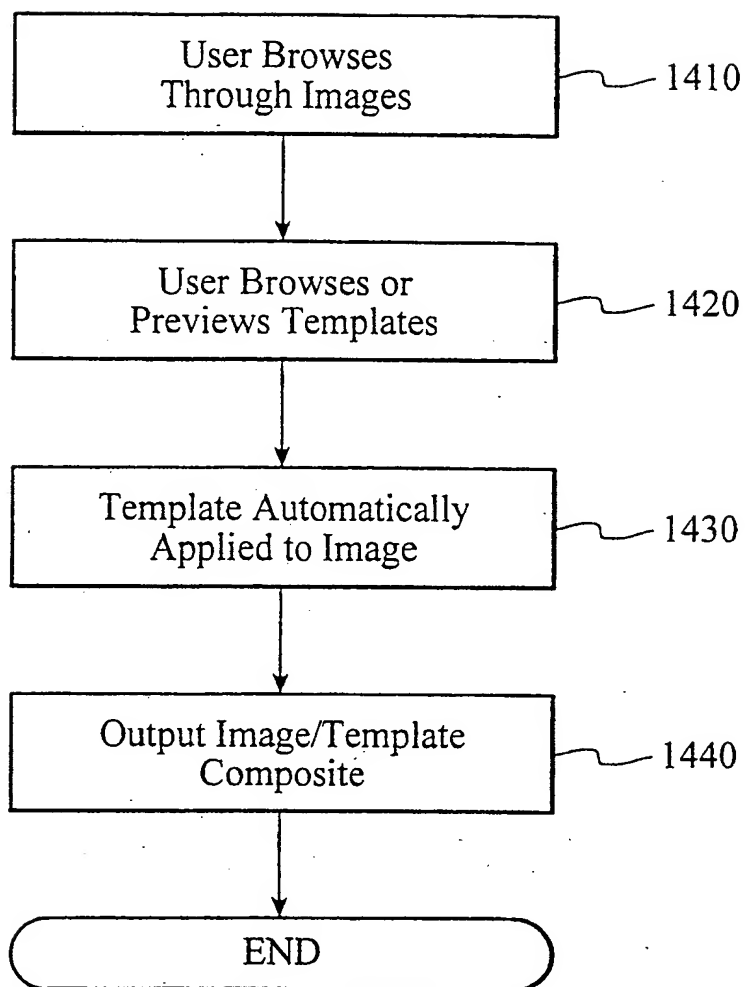 User Browses
Through Images
1410
User Browses or
Previews Templates
1420
Template Automatically
Applied to Image
1430
Output Image/Template
Composite
1440
END